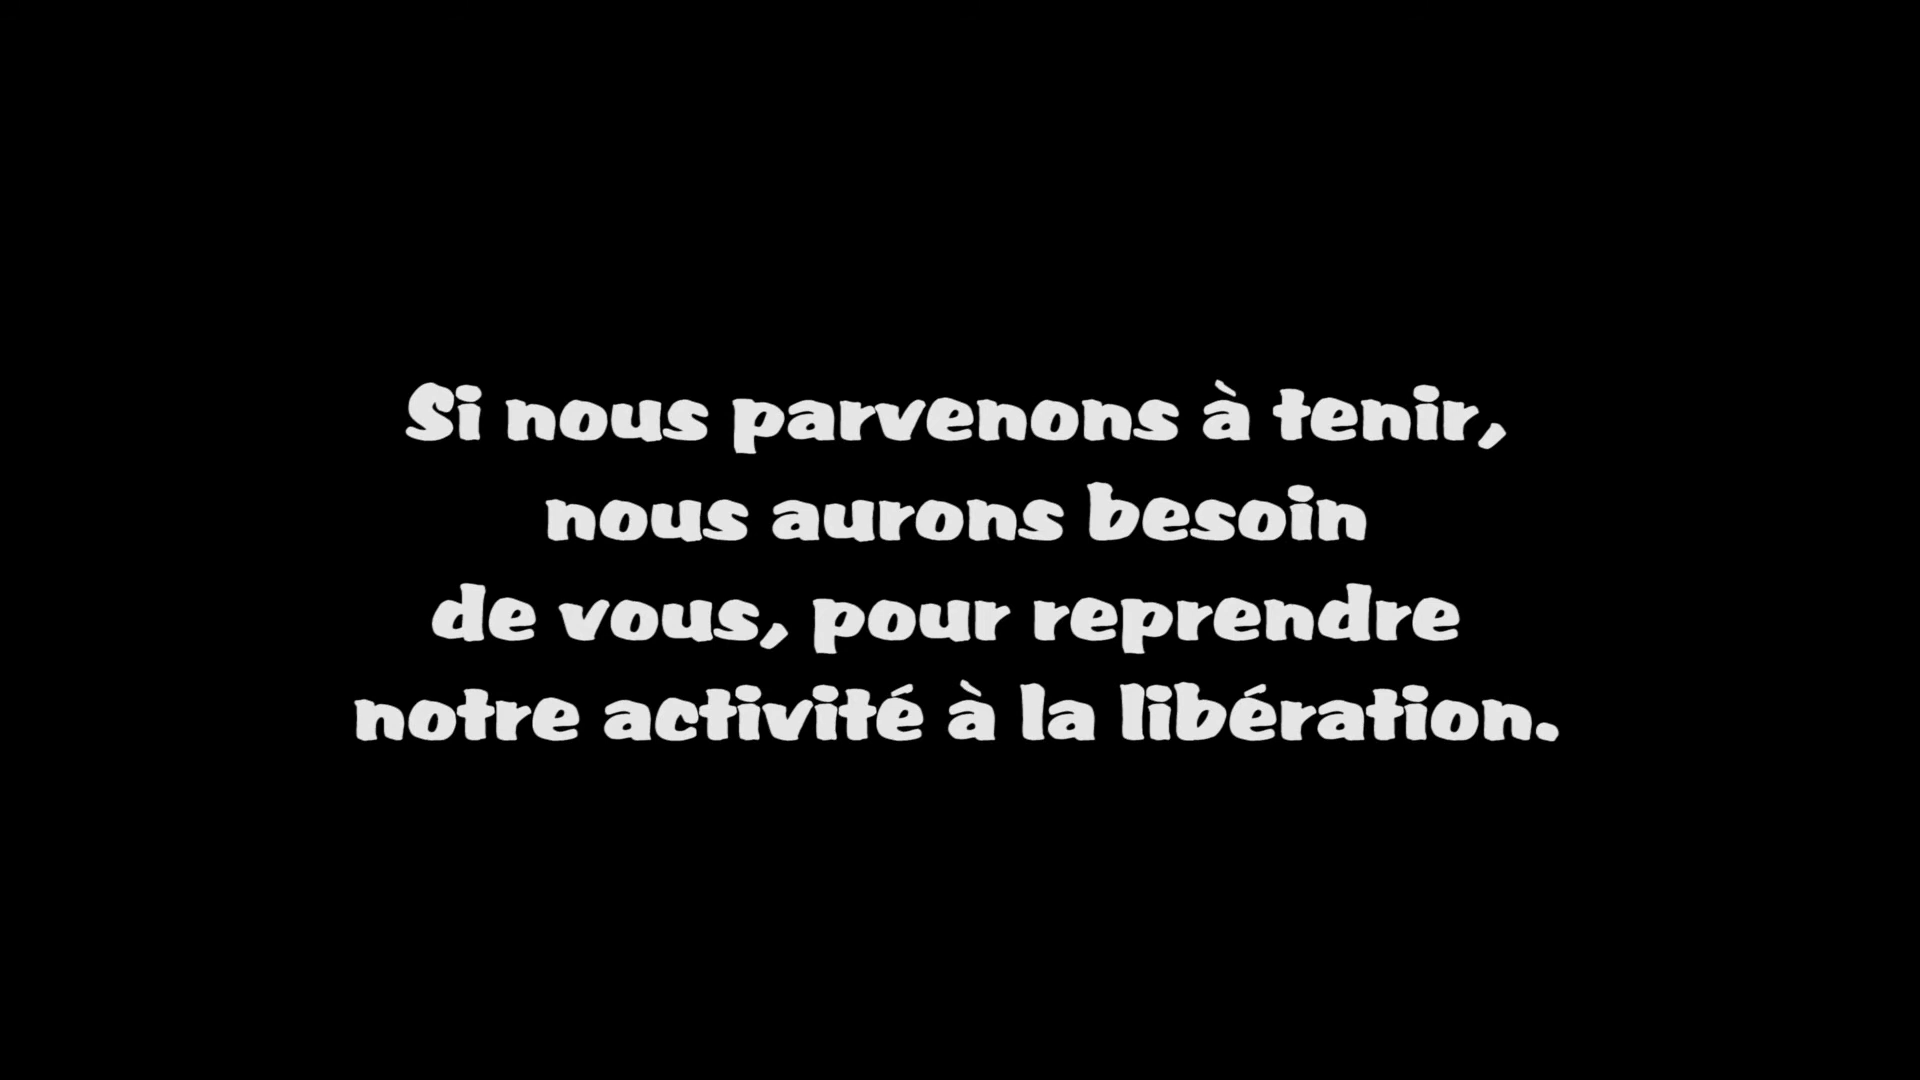 Si nous parvenons à tenir,
nous aurons besoin
de vous, pour reprendre
notre activité à la libération.